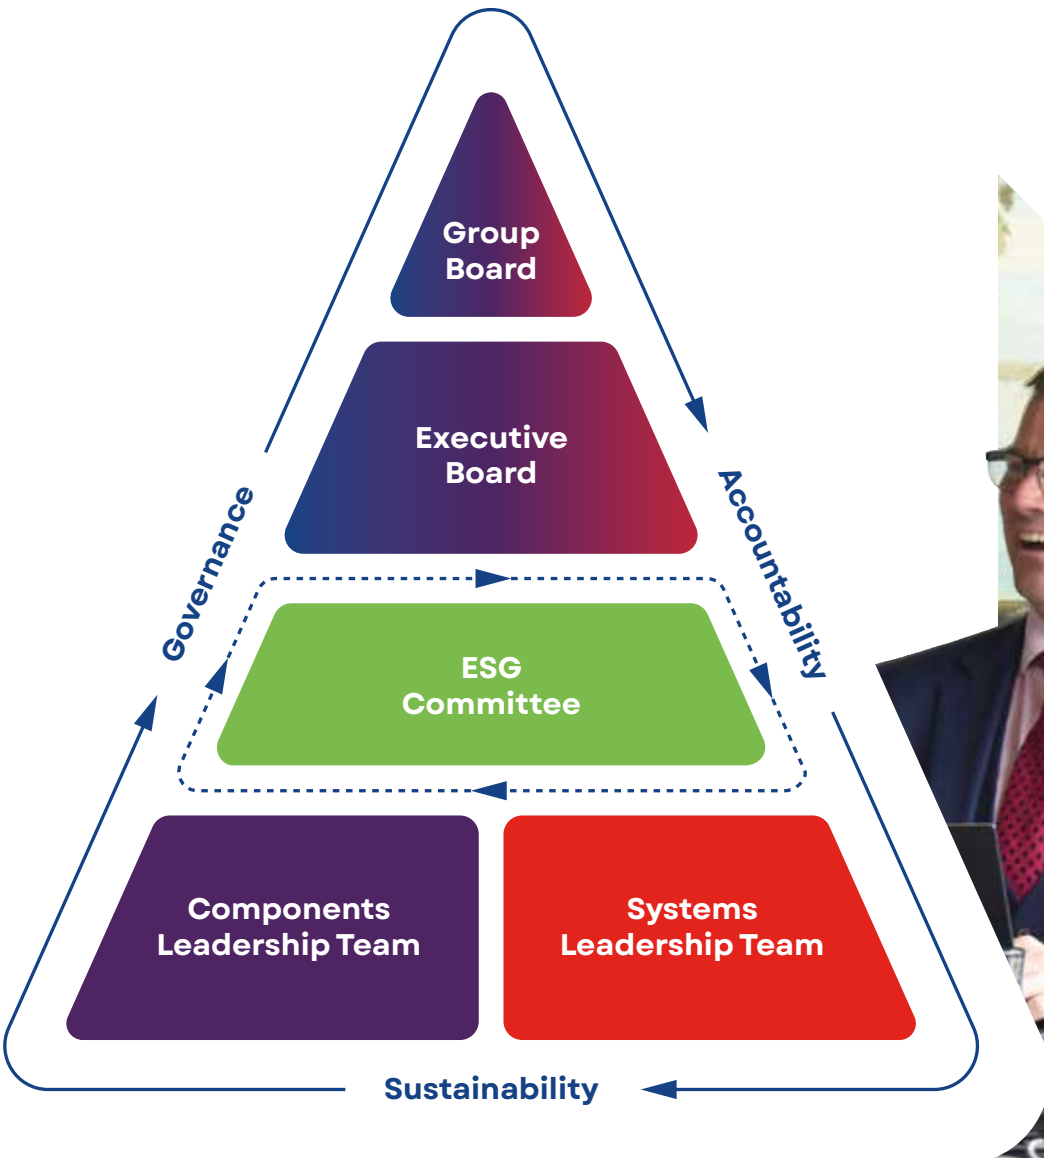 Group
Board
Executive
Board
Governance
Accountability
ESG
Committee
Components
Leadership Team
Systems
Leadership Team
Sustainability